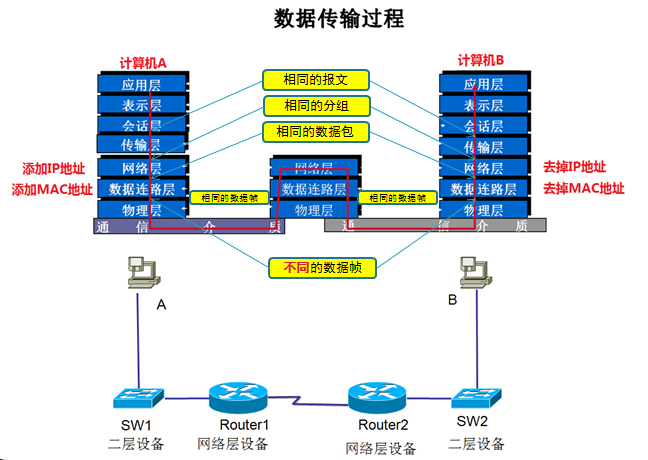 数据传输过程
计算机A
计算机B
应用层
表示层
会话层
传输层
网络层
数据连路层
物理层
添加IP地址
添加MAC地址
相同的报文
相同的分组
相同的数据包
网络层
数据连路层
物理层
相同的数据帧
相同的数据帧
应用层
表示层
会话层
传输层
网络层
数据连路层
物理层
去掉IP地址
去掉MAC地址
通 信 介 质
通 信 介 质
不同的数据帧
A
B
SW1
二层设备
Router1
网络层设备
Router2
网络层设备
SW2
二层设备